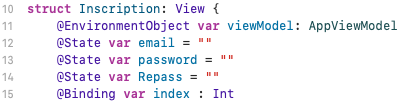 10 struct Inscription: View {
11 @EnvironmentObject var viewModel: AppViewModel
12 @State var email = ""
13 @State var password = ""
14 @State var Repass = ""
15 @Binding var index : Int